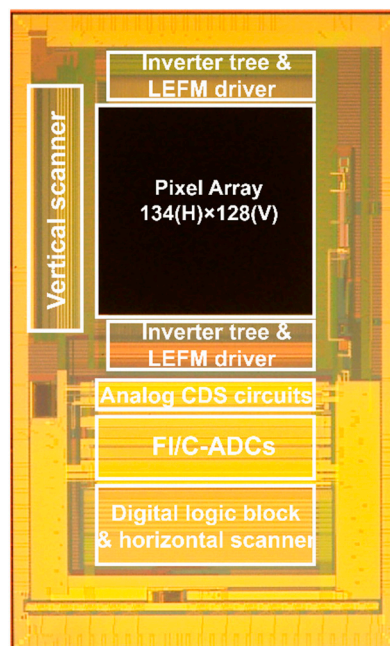 Inverter tree &
LEFM driver
Vertical scanner
Pixel Array
134(H)×128(V)
Inverter tree &
LEFM driver
Analog CDS circuits
FI/C-ADCs
Digital logic block
& horizontal scanner